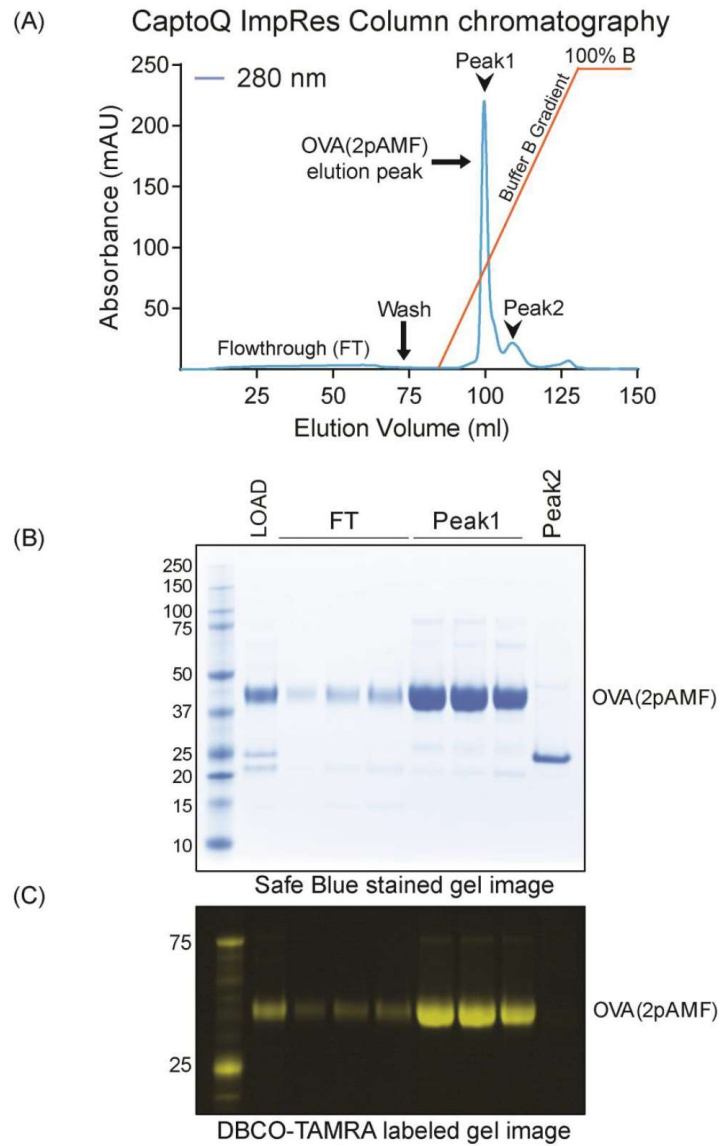 (A)
CaptoQ ImpRes Column chromatography
250
200
150
100
50
Absorbance (mAU)
280 nm
Peak1
100% B
OVA(2pAMF)
elution peak
Buffer B Gradient
Wash
Peak2
Flowthrough (FT)
25 50 75 100 125 150
Elution Volume (ml)
(B)
LOAD FT Peak1 Peak2
250
150
100
75
50
37
25
20
15
10
OVA(2pAMF)
Safe Blue stained gel image
(C)
75
25
OVA(2pAMF)
DBCO-TAMRA labeled gel image